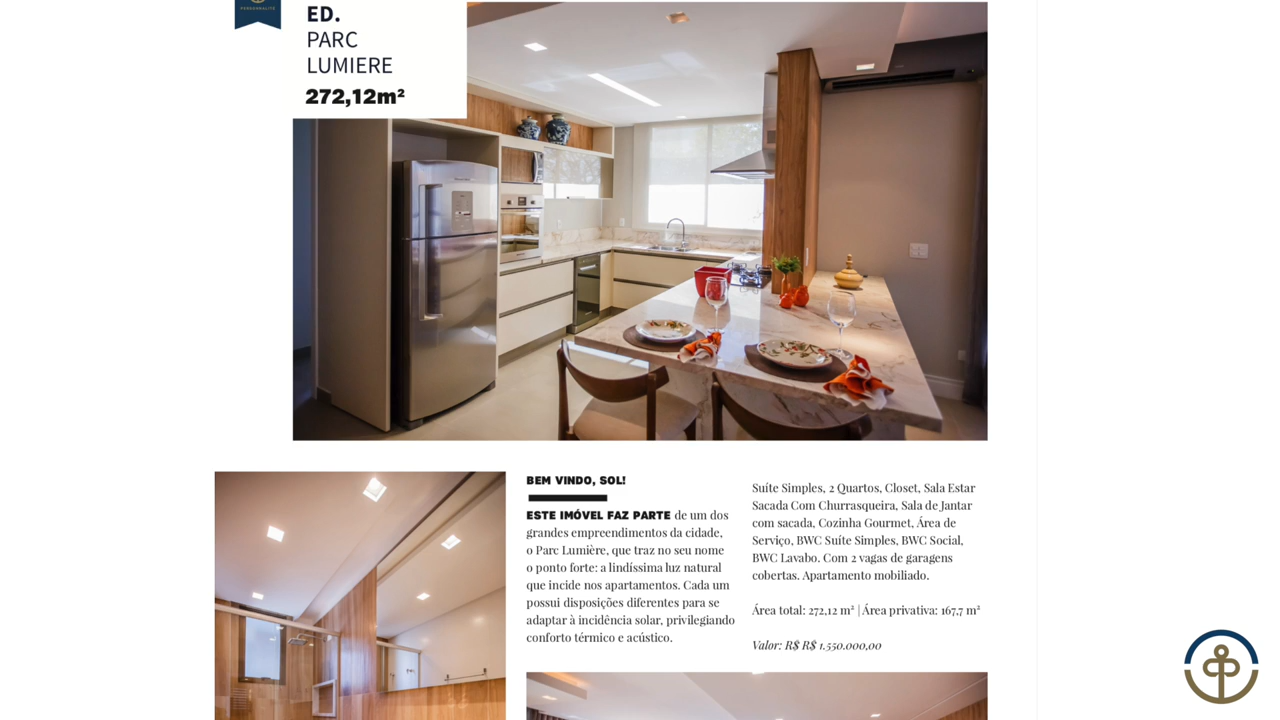 PERSONNALITÉ
ED.
PARC
LUMIERE
272,12m²
BEM VINDO, SOL!
ESTE IMÓVEL FAZ PARTE de um dos
grandes empreendimentos da cidade,
o Parc Lumière, que traz no seu nome
o ponto forte: a lindíssima luz natural
que incide nos apartamentos. Cada um
possui disposições diferentes para se
adaptar à incidência solar, privilegiando
conforto térmico e acústico.
Suíte Simples, 2 Quartos, Closet, Sala Estar
Sacada Com Churrasqueira, Sala de Jantar
com sacada, Cozinha Gourmet, Área de
Serviço, BWC Suíte Simples, BWC Social,
BWC Lavabo. Com 2 vagas de garagens
cobertas. Apartamento mobiliado.
Área total: 272,12 m² | Área privativa: 167,7 m²
Valor: R$ R$ 1.550.000,00